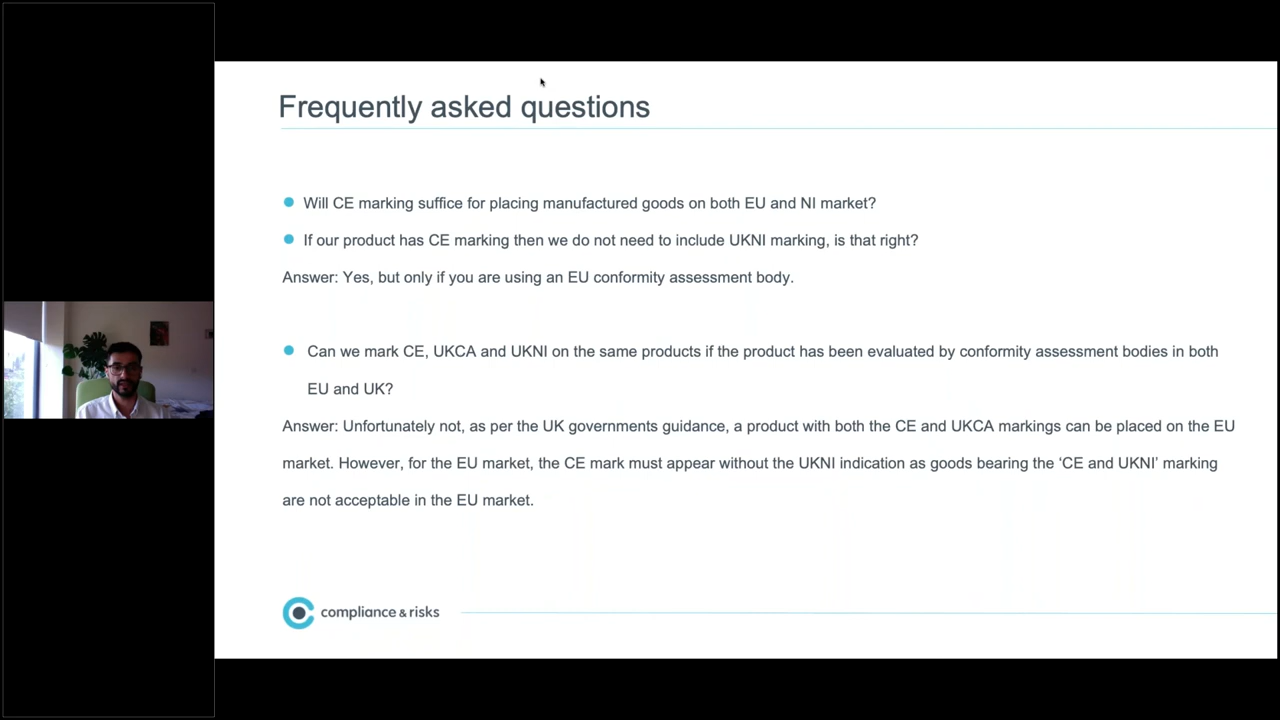 Frequently asked questions
Will CE marking suffice for placing manufactured goods on both EU and NI market?
If our product has CE marking then we do not need to include UKNI marking, is that right?
Answer: Yes, but only if you are using an EU conformity assessment body.
Can we mark CE, UKCA and UKNI on the same products if the product has been evaluated by conformity assessment bodies in both
EU and UK?
Answer: Unfortunately not, as per the UK governments guidance, a product with both the CE and UKCA markings can be placed on the EU
market. However, for the EU market, the CE mark must appear without the UKNI indication as goods bearing the ‘CE and UKNI’ marking
are not acceptable in the EU market.
compliance & risks